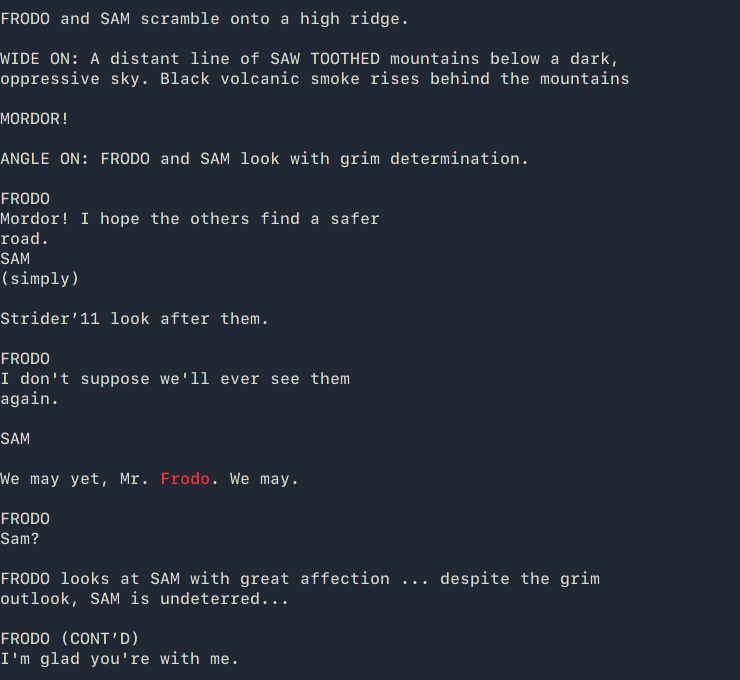 FRODO and SAM scramble onto a high ridge.
WIDE ON: A distant line of SAW TOOTHED mountains below a dark,
oppressive sky. Black volcanic smoke rises behind the mountains
MORDOR!
ANGLE ON: FRODO and SAM look with grim determination.
FRODO
Mordor! I hope the others find a safer
road.
SAM
(simply)
Strider’11 look after them.
FRODO
I don't suppose we'll ever see them
again.
SAM
We may yet, Mr. Frodo. We may.
FRODO
Sam?
FRODO looks at SAM with great affection ... despite the grim
outlook, SAM is undeterred...
FRODO (CONT’D)
I'm glad you're with me.